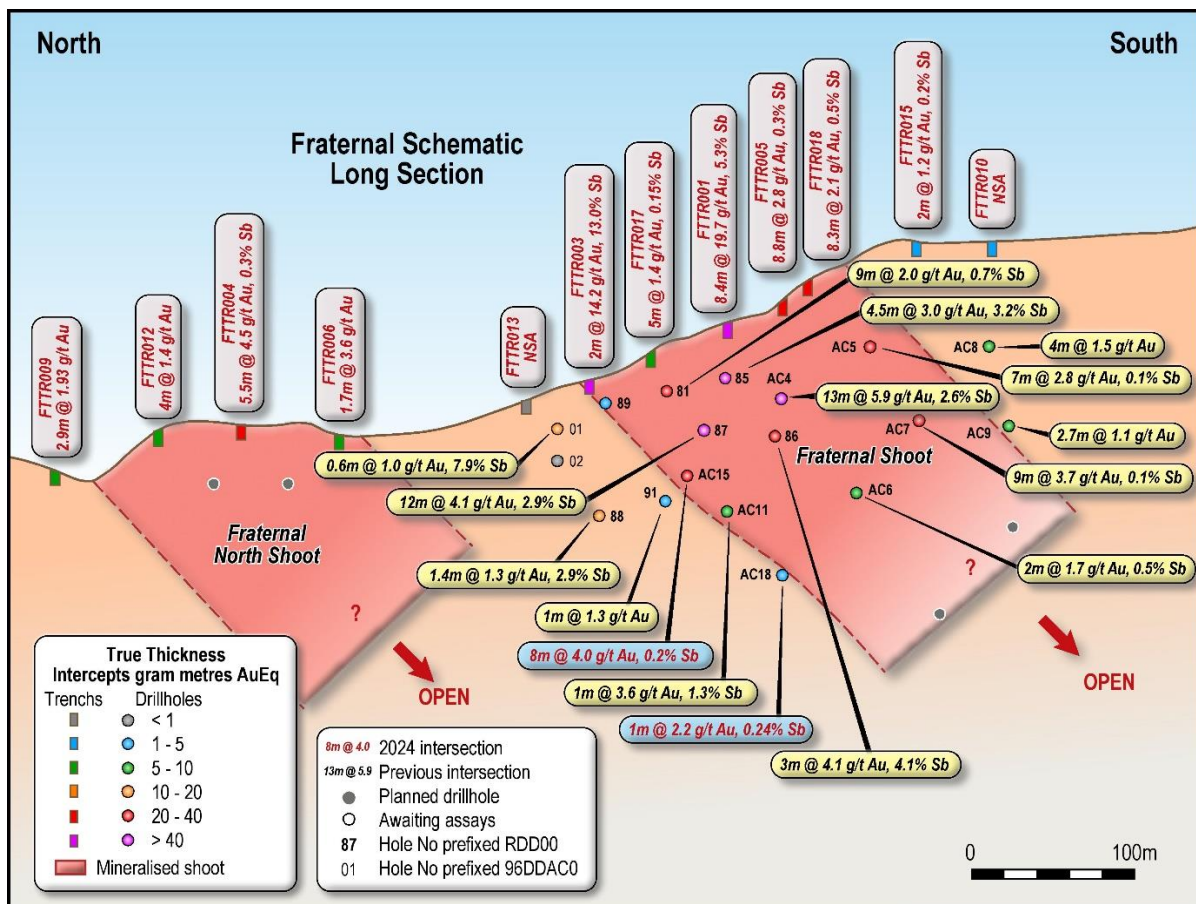 North
South
Fraternal Schematic
Long Section
FTTR009
2.9m @ 1.93 g/t Au
FTTR012
4m @ 1.4 g/t Au
FTTR004
5.5m @ 4.5 g/t Au, 0.3% Sb
FTTR006
1.7m @ 3.6 g/t Au
FTTR013
NSA
FTTR003
2m @ 14.2 g/t Au, 13.0% Sb
FTTR017
5m @ 1.4 g/t Au, 0.15% Sb
FTTR001
8.4m @ 19.7 g/t Au, 5.3% Sb
FTTR005
8.8m @ 2.8 g/t Au, 0.3% Sb
FTTR018
8.3m @ 2.1 g/t Au, 0.5% Sb
FTTR015
2m @ 1.2 g/t Au, 0.2% Sb
FTTR010
NSA
9m @ 2.0 g/t Au, 0.7% Sb
4.5m @ 3.0 g/t Au, 3.2% Sb
AC5
AC8
4m @ 1.5 g/t Au
7m @ 2.8 g/t Au, 0.1% Sb
85
AC4
81
89
13m @ 5.9 g/t Au, 2.6% Sb
01
87
86
AC7
AC9
2.7m @ 1.1 g/t Au
02
0.6m @ 1.0 g/t Au, 7.9% Sb
Fraternal Shoot
9m @ 3.7 g/t Au, 0.1% Sb
AC15
91
AC6
12m @ 4.1 g/t Au, 2.9% Sb
88
AC11
Fraternal
North Shoot
?
1.4m @ 1.3 g/t Au, 2.9% Sb
AC18
?
2m @ 1.7 g/t Au, 0.5% Sb
1m @ 1.3 g/t Au
8m @ 4.0 g/t Au, 0.2% Sb
OPEN
OPEN
1m @ 3.6 g/t Au, 1.3% Sb
1m @ 2.2 g/t Au, 0.24% Sb
3m @ 4.1 g/t Au, 4.1% Sb
True Thickness
Intercepts gram metres AuEq
Trenchs Drillholes
< 1
1 - 5
5 - 10
10 - 20
20 - 40
> 40
Mineralised shoot
8m @ 4.0 2024 intersection
13m @ 5.9 Previous intersection
Planned drillhole
Awaiting assays
87 Hole No prefixed RDD00
01 Hole No prefixed 96DDAC0
0 100m